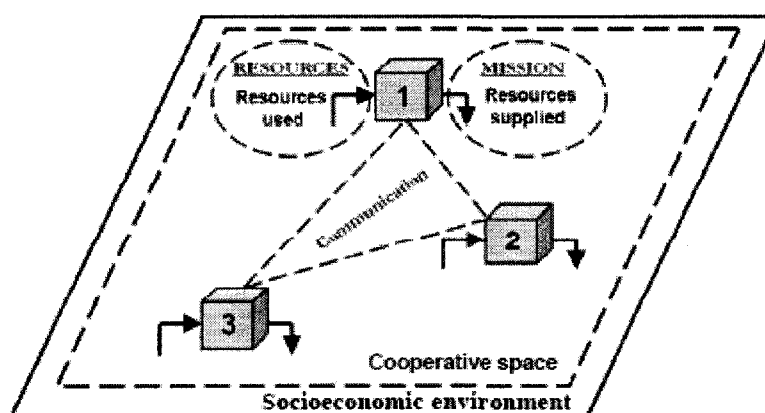 RESOURCES
Resources
used
1
MISSION
Resources
supplied
Communication
2
3
Cooperative space
Socioeconomic environment